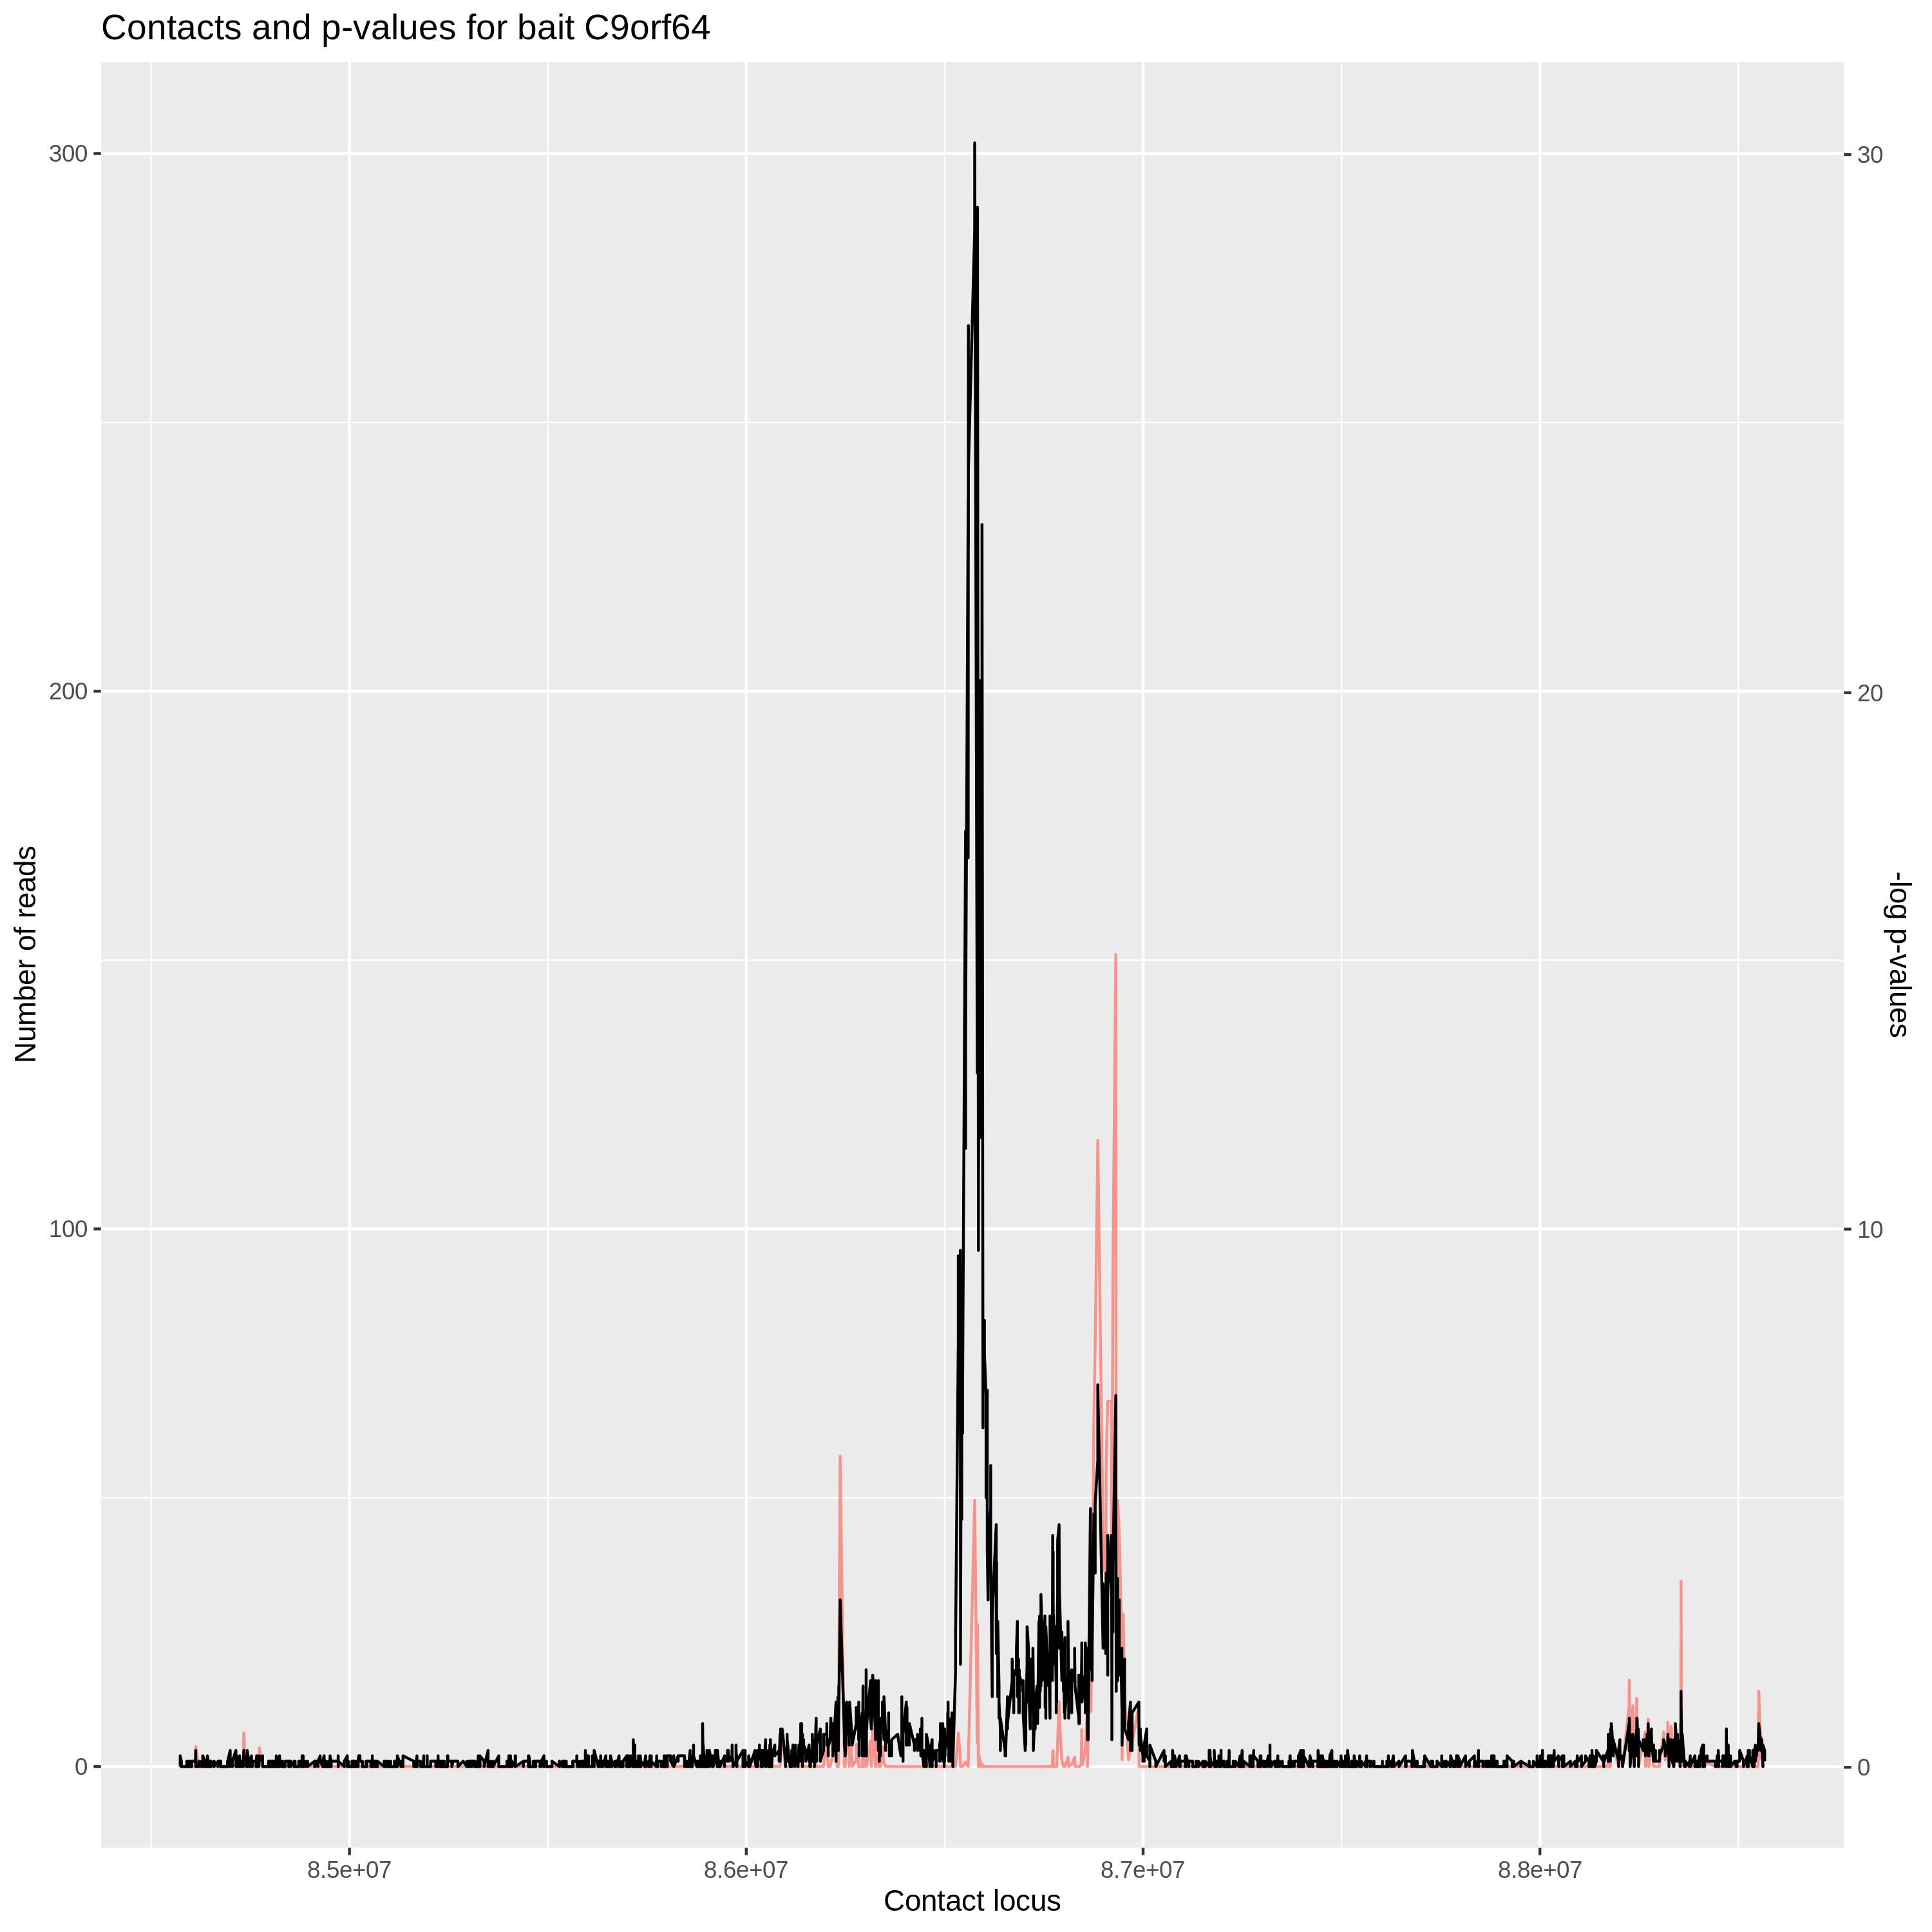 Contacts and p-values for bait C9orf64
300
200
100
0
Number of reads
30
20
10
0
-log p-values
8.5e+07
8.6e+07
8.7e+07
8.8e+07
Contact locus